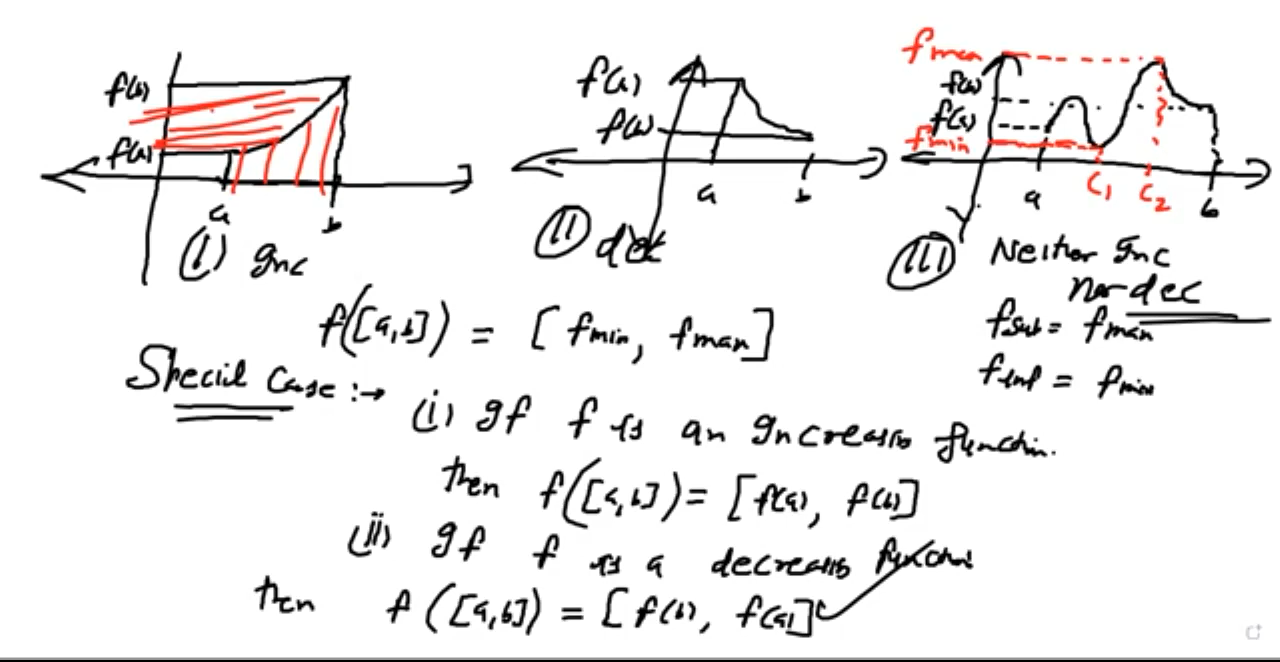 f(b)
f(a)
a
b
(i) Inc
f(a)
f(b)
a
b
(ii) dec
fmax
f(b)
f(a)
fmin
a
c₁
c₂
b
(iii) Neither Inc
Nor dec
fsub = fmax
finf = fmin
f([a,b]) = [fmin, fmax]
Special Case :→
(i) If f is an Increasing function.
then f([a,b]) = [f(a), f(b)]
(ii) If f is a decreasing function
then f([a,b]) = [f(b), f(a)]